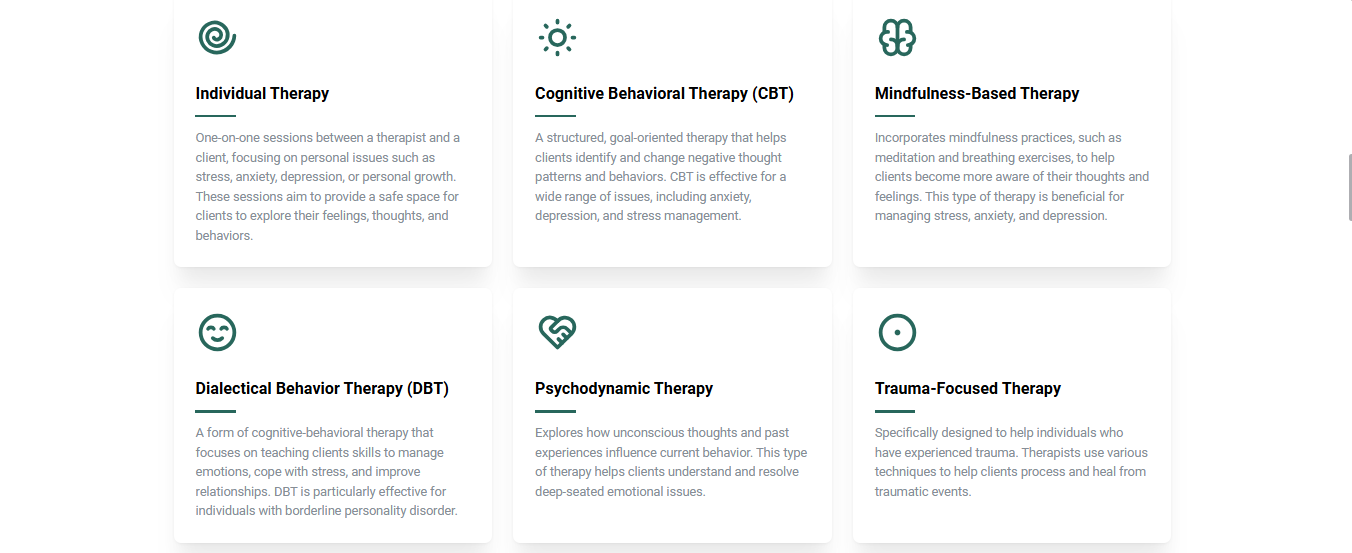 Individual Therapy
One-on-one sessions between a therapist and a
client, focusing on personal issues such as
stress, anxiety, depression, or personal growth.
These sessions aim to provide a safe space for
clients to explore their feelings, thoughts, and
behaviors.
Cognitive Behavioral Therapy (CBT)
A structured, goal-oriented therapy that helps
clients identify and change negative thought
patterns and behaviors. CBT is effective for a
wide range of issues, including anxiety,
depression, and stress management.
Mindfulness-Based Therapy
Incorporates mindfulness practices, such as
meditation and breathing exercises, to help
clients become more aware of their thoughts and
feelings. This type of therapy is beneficial for
managing stress, anxiety, and depression.
Dialectical Behavior Therapy (DBT)
A form of cognitive-behavioral therapy that
focuses on teaching clients skills to manage
emotions, cope with stress, and improve
relationships. DBT is particularly effective for
individuals with borderline personality disorder.
Psychodynamic Therapy
Explores how unconscious thoughts and past
experiences influence current behavior. This type
of therapy helps clients understand and resolve
deep-seated emotional issues.
Trauma-Focused Therapy
Specifically designed to help individuals who
have experienced trauma. Therapists use various
techniques to help clients process and heal from
traumatic events.